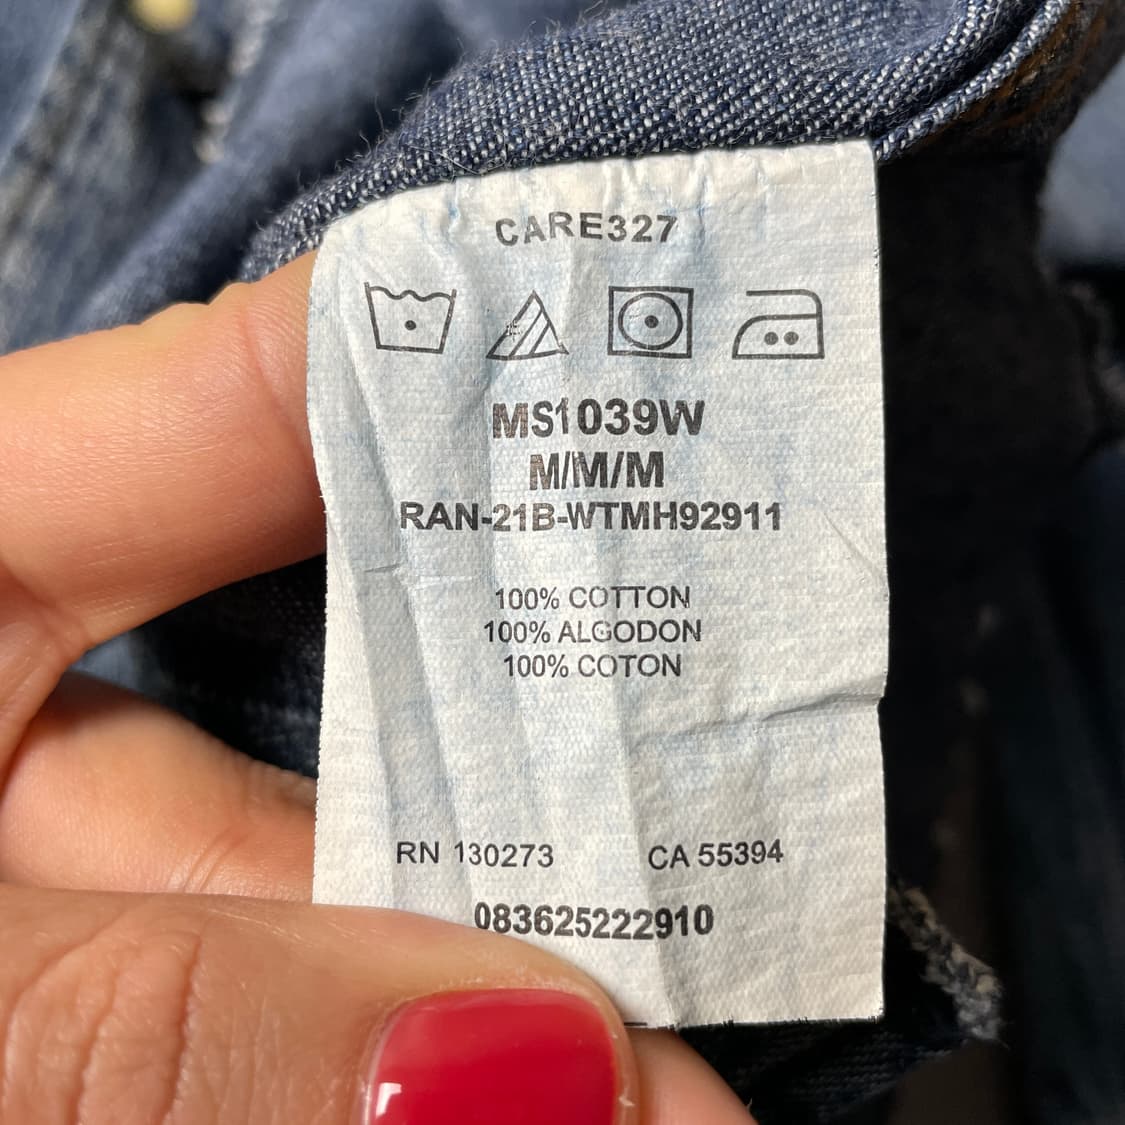 CARE327
MS1039W
M/M/M
RAN-21B-WTMH92911
100% COTTON
100% ALGODON
100% COTON
RN 130273 CA 55394
083625222910